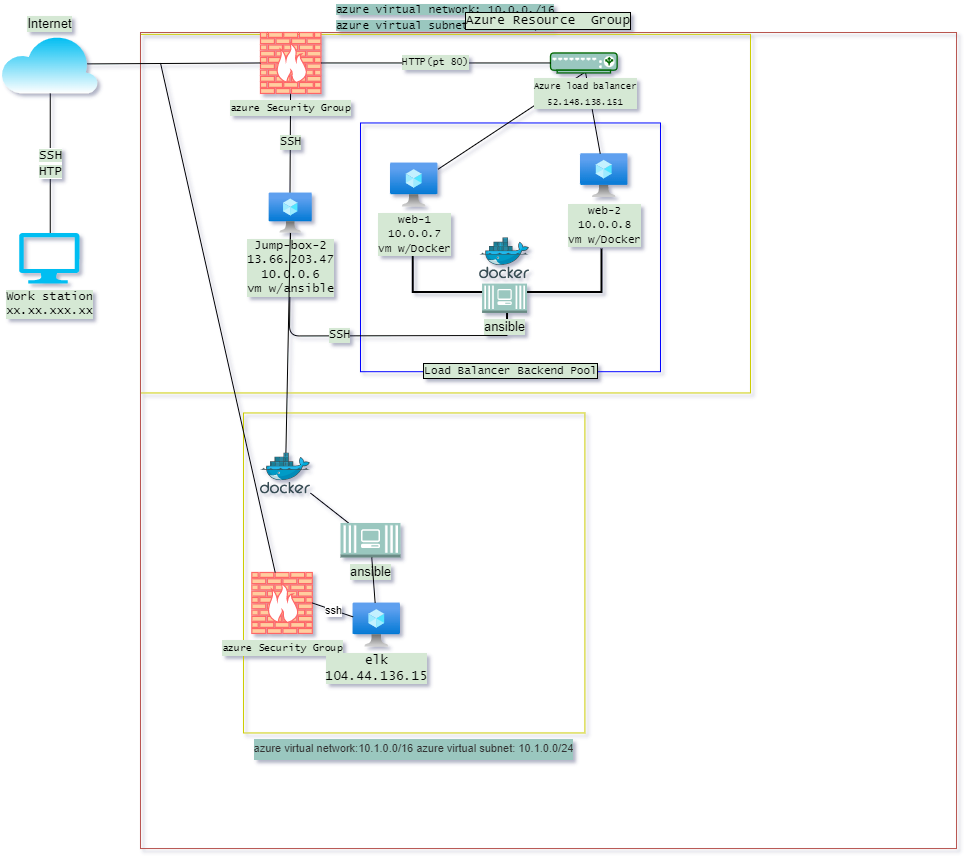 azure virtual network: 10.0.0./16
azure virtual subnet
Azure Resource Group
Internet
HTTP(pt 80)
Azure load balancer
52.148.138.151
azure Security Group
SSH
SSH
HTP
web-1
10.0.0.7
vm w/Docker
web-2
10.0.0.8
vm w/Docker
Jump-box-2
13.66.203.47
10.0.0.6
vm w/ansible
docker
Work station
xx.xx.xxx.xx
ansible
SSH
Load Balancer Backend Pool
docker
ansible
ssh
azure Security Group
elk
104.44.136.15
azure virtual network:10.1.0.0/16 azure virtual subnet: 10.1.0.0/24